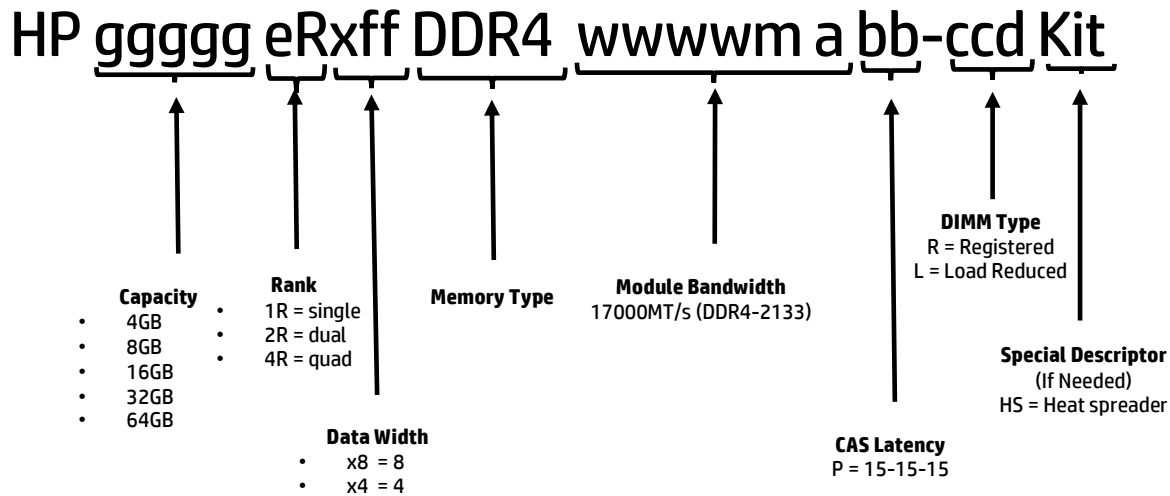 HP ggggg eRxff DDR4 wwwwm a bb-ccd Kit
Capacity
• 4GB
• 8GB
• 16GB
• 32GB
• 64GB
Rank
• 1R = single
• 2R = dual
• 4R = quad
Data Width
• x8 = 8
• x4 = 4
Memory Type
Module Bandwidth
17000MT/s (DDR4-2133)
CAS Latency
P = 15-15-15
DIMM Type
R = Registered
L = Load Reduced
Special Descriptor
(If Needed)
HS = Heat spreader